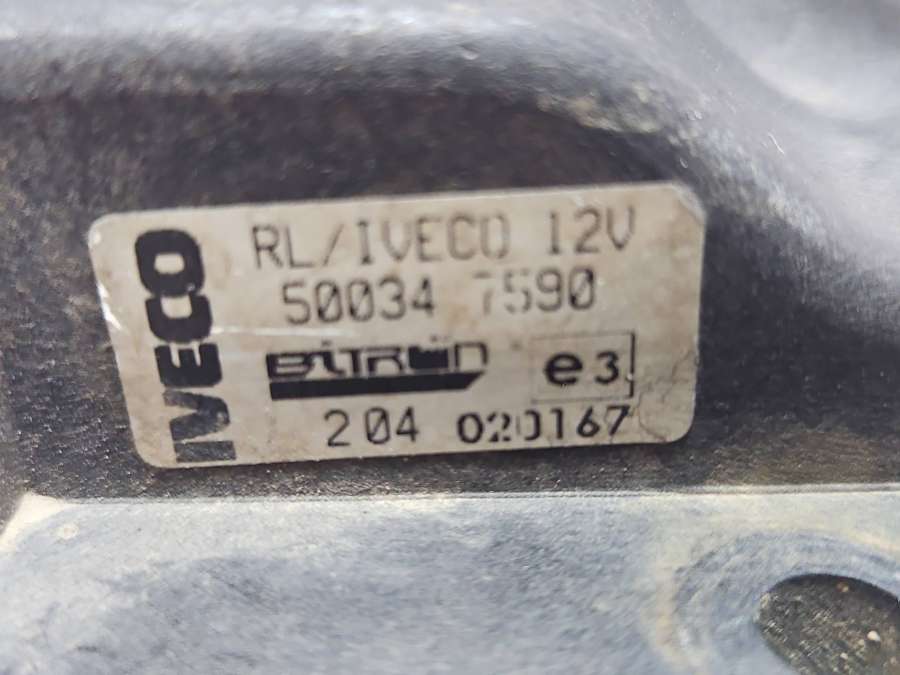 IVECO
RL/IVECO 12V
50034 7590
BITRON
e3
204 020167